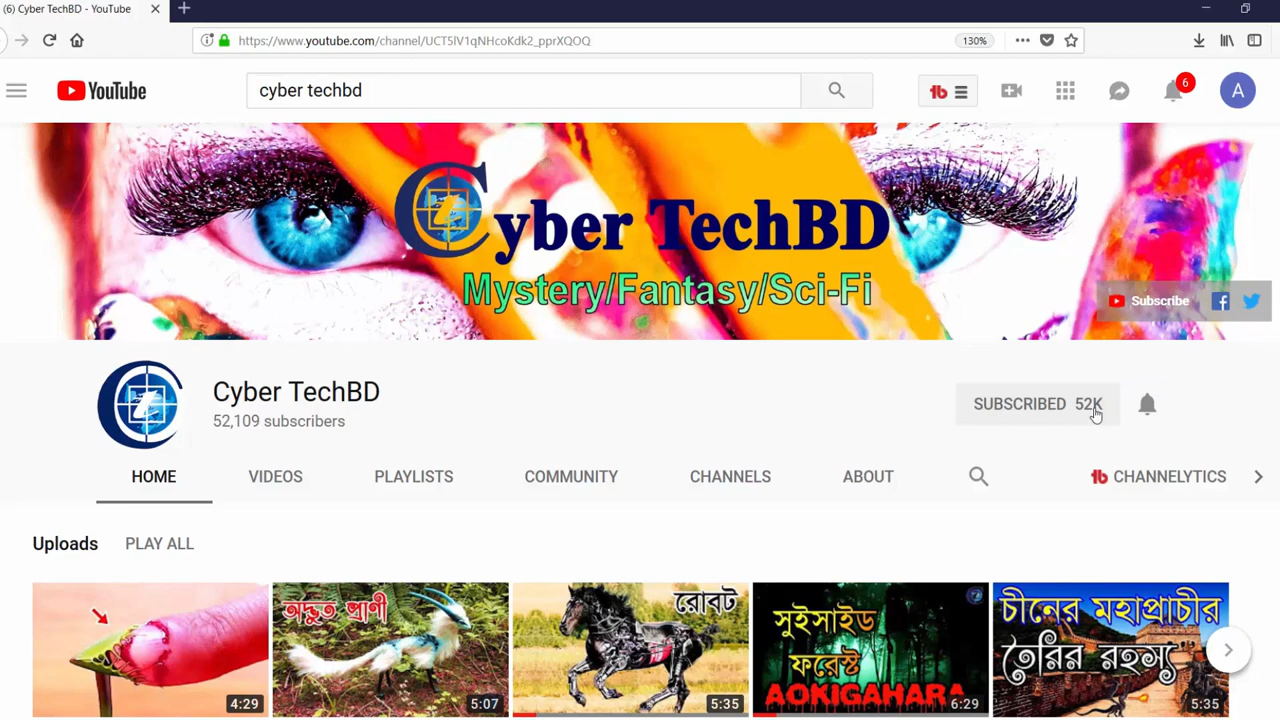 (6) Cyber TechBD - YouTube
https://www.youtube.com/channel/UCT5lV1qNHcoKdk2_pprXQOQ
130%
YouTube
cyber techbd
tb
6
A
Cyber TechBD
Mystery/Fantasy/Sci-Fi
Subscribe
Cyber TechBD
52,109 subscribers
SUBSCRIBED 52K
HOME VIDEOS PLAYLISTS COMMUNITY CHANNELS ABOUT tb CHANNELYTICS
Uploads PLAY ALL
4:29
অদ্ভুত প্রাণী
5:07
রোবট
5:35
সুইসাইড
ফরেস্ট
AOKIGAHARA
6:29
চীনের মহাপ্রাচীর
তৈরির রহস্য
5:35